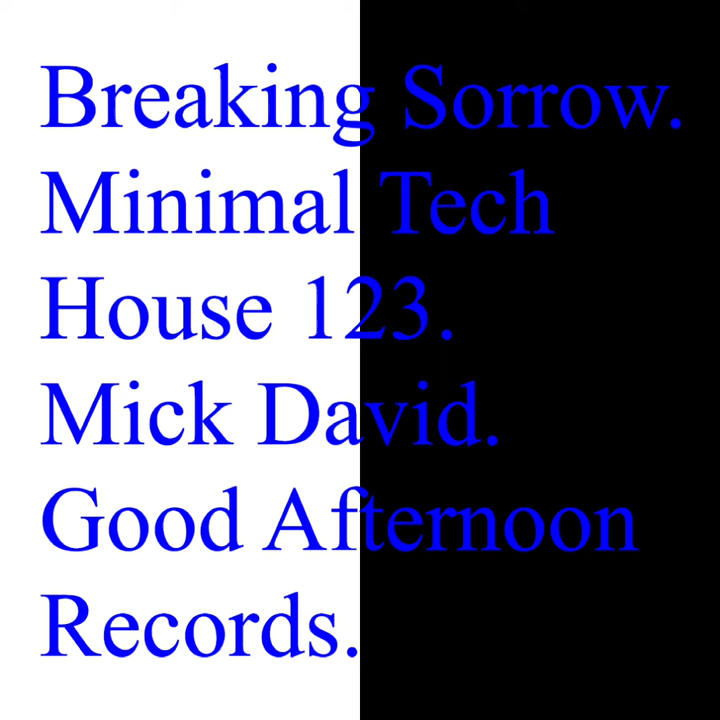 Breaking Sorrow.
Minimal Tech
House 123.
Mick David.
Good Afternoon
Records.